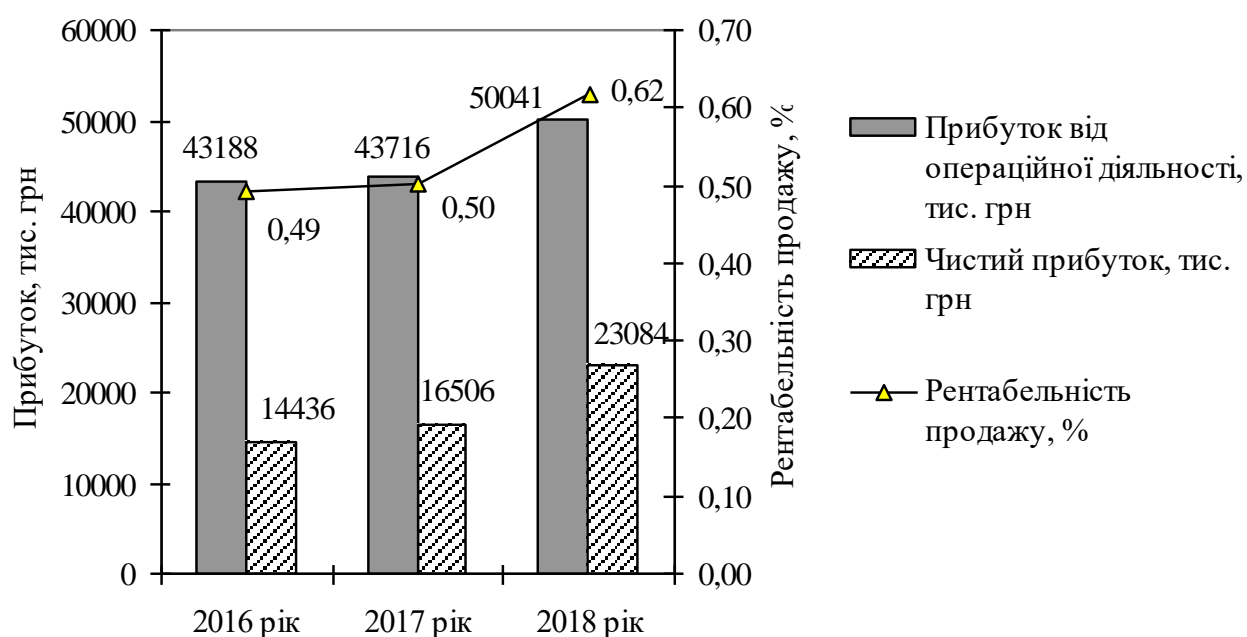 Прибуток, тис. грн
60000
50000
40000
30000
20000
10000
0
43188
43716
50041
0,49
0,50
0,62
14436
16506
23084
2016 рік
2017 рік
2018 рік
0,70
0,60
0,50
0,40
0,30
0,20
0,10
0,00
Рентабельність продажу, %
Прибуток від
операційної діяльності,
тис. грн
Чистий прибуток, тис.
грн
Рентабельність
продажу, %